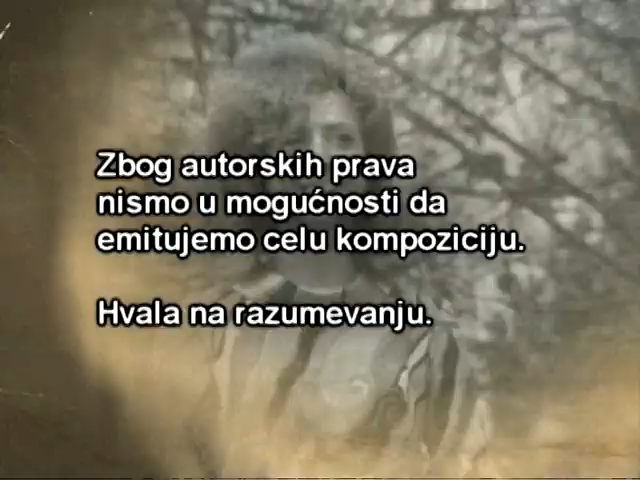 Zbog autorskih prava
nismo u mogućnosti da
emitujemo celu kompoziciju.
Hvala na razumevanju.